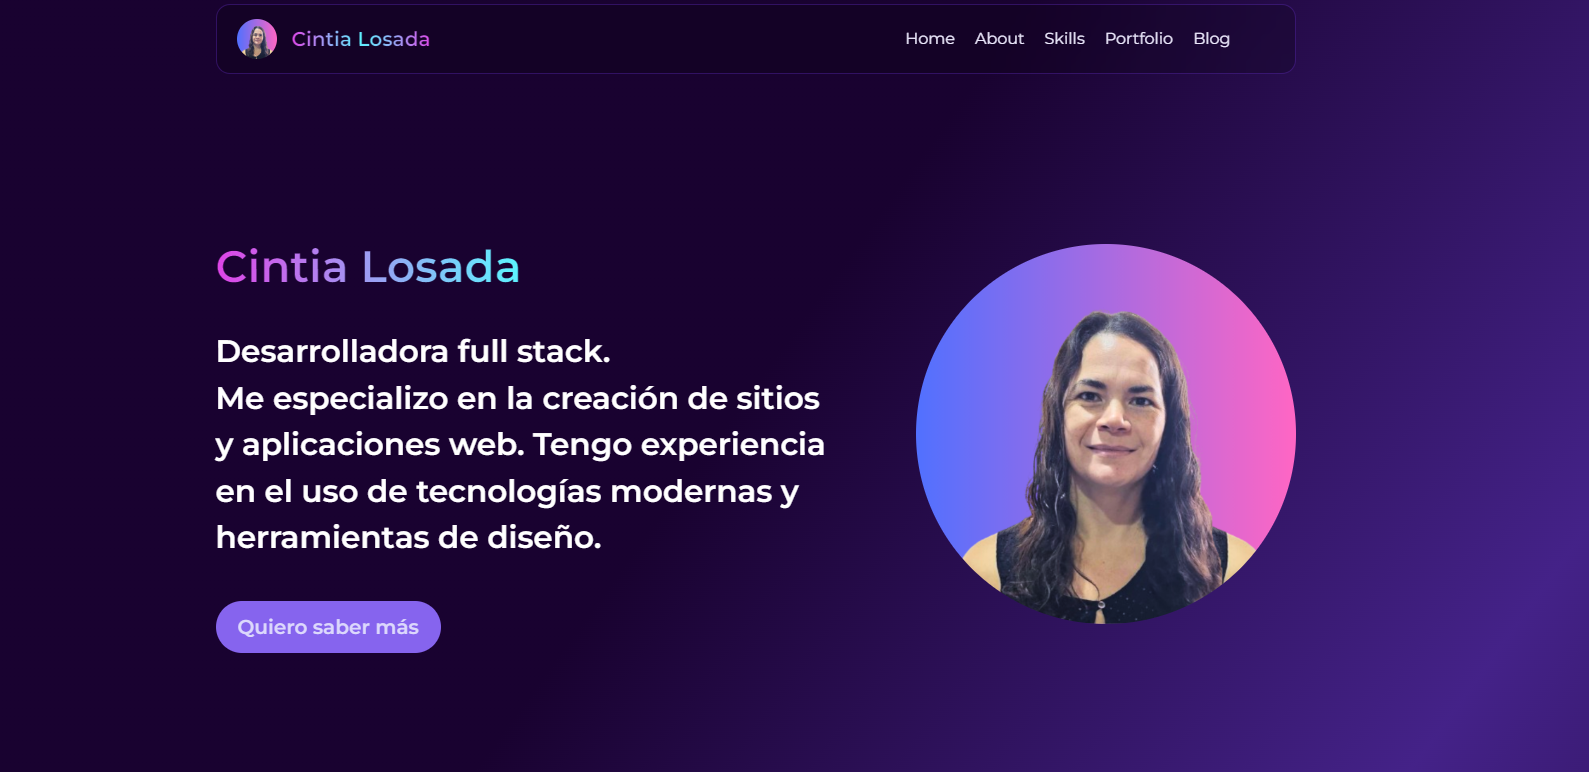 Cintia Losada
Home About Skills Portfolio Blog
Cintia Losada
Desarrolladora full stack.
Me especializo en la creación de sitios
y aplicaciones web. Tengo experiencia
en el uso de tecnologías modernas y
herramientas de diseño.
Quiero saber más